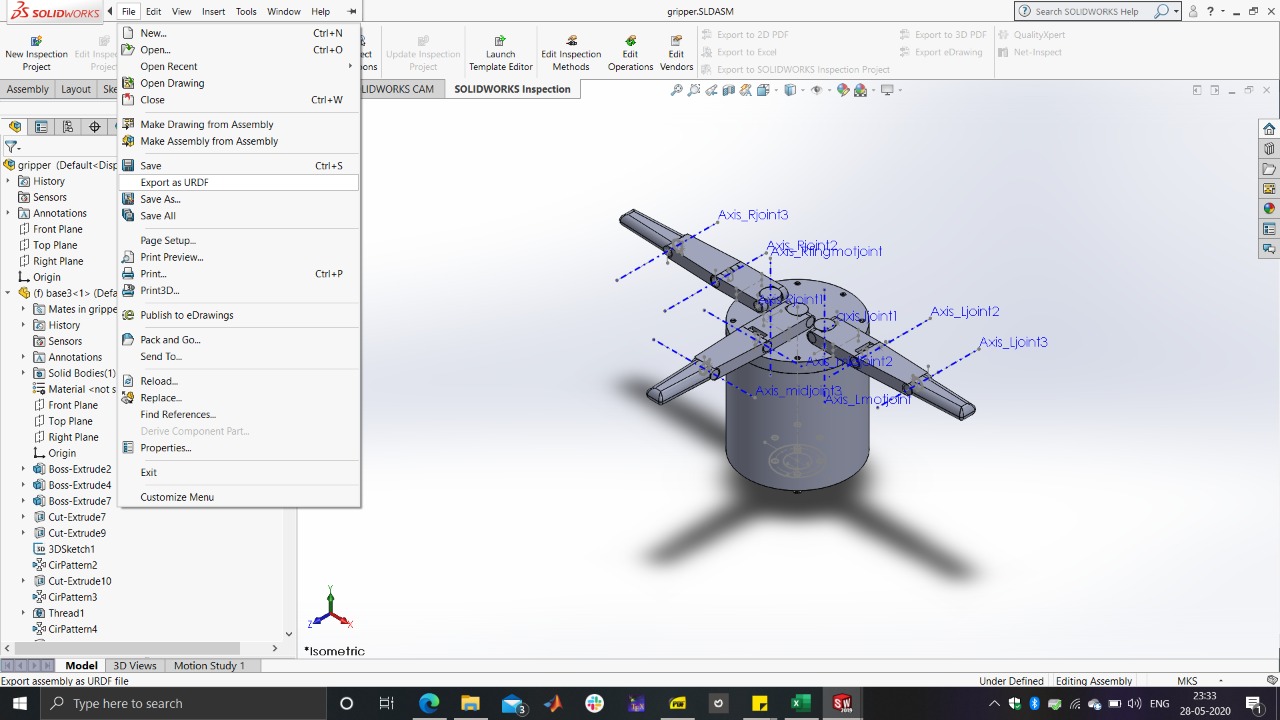 SOLIDWORKS
File Edit View Insert Tools Window Help
gripper.SLDASM
Search SOLIDWORKS Help
New Inspection
Project
Edit Inspe
Projec
Update Inspection
Project
Launch
Template Editor
Edit Inspection
Methods
Edit
Operations
Edit
Vendors
Export to 2D PDF
Export to Excel
Export to SOLIDWORKS Inspection Project
Export to 3D PDF
Export eDrawing
QualityXpert
Net-Inspect
Assembly Layout Ske
LIDWORKS CAM SOLIDWORKS Inspection
New... Ctrl+N
Open... Ctrl+O
Open Recent
Open Drawing
Close Ctrl+W
Make Drawing from Assembly
Make Assembly from Assembly
Save Ctrl+S
Export as URDF
Save As...
Save All
Page Setup...
Print Preview...
Print... Ctrl+P
Print3D...
Publish to eDrawings
Pack and Go...
Send To...
Reload...
Replace...
Find References...
Derive Component Part...
Properties...
Exit
Customize Menu
gripper (Default<Disp
History
Sensors
Annotations
Front Plane
Top Plane
Right Plane
Origin
(f) base3<1> (Defa
Mates in grippe
History
Sensors
Annotations
Solid Bodies(1)
Material <not s
Front Plane
Top Plane
Right Plane
Origin
Boss-Extrude2
Boss-Extrude4
Boss-Extrude7
Cut-Extrude7
Cut-Extrude9
3DSketch1
CirPattern2
Cut-Extrude10
CirPattern3
Thread1
CirPattern4
Axis_Rjoint3
Axis_Rjoint2
Axis_Ljoint2
Axis_Ljoint3
Axis_midjoint3
Axis_Lmotjoint
Y
Z
X
*Isometric
Model 3D Views Motion Study 1
Export assembly as URDF file
Under Defined Editing Assembly MKS
Type here to search
3
ENG
23:33
28-05-2020